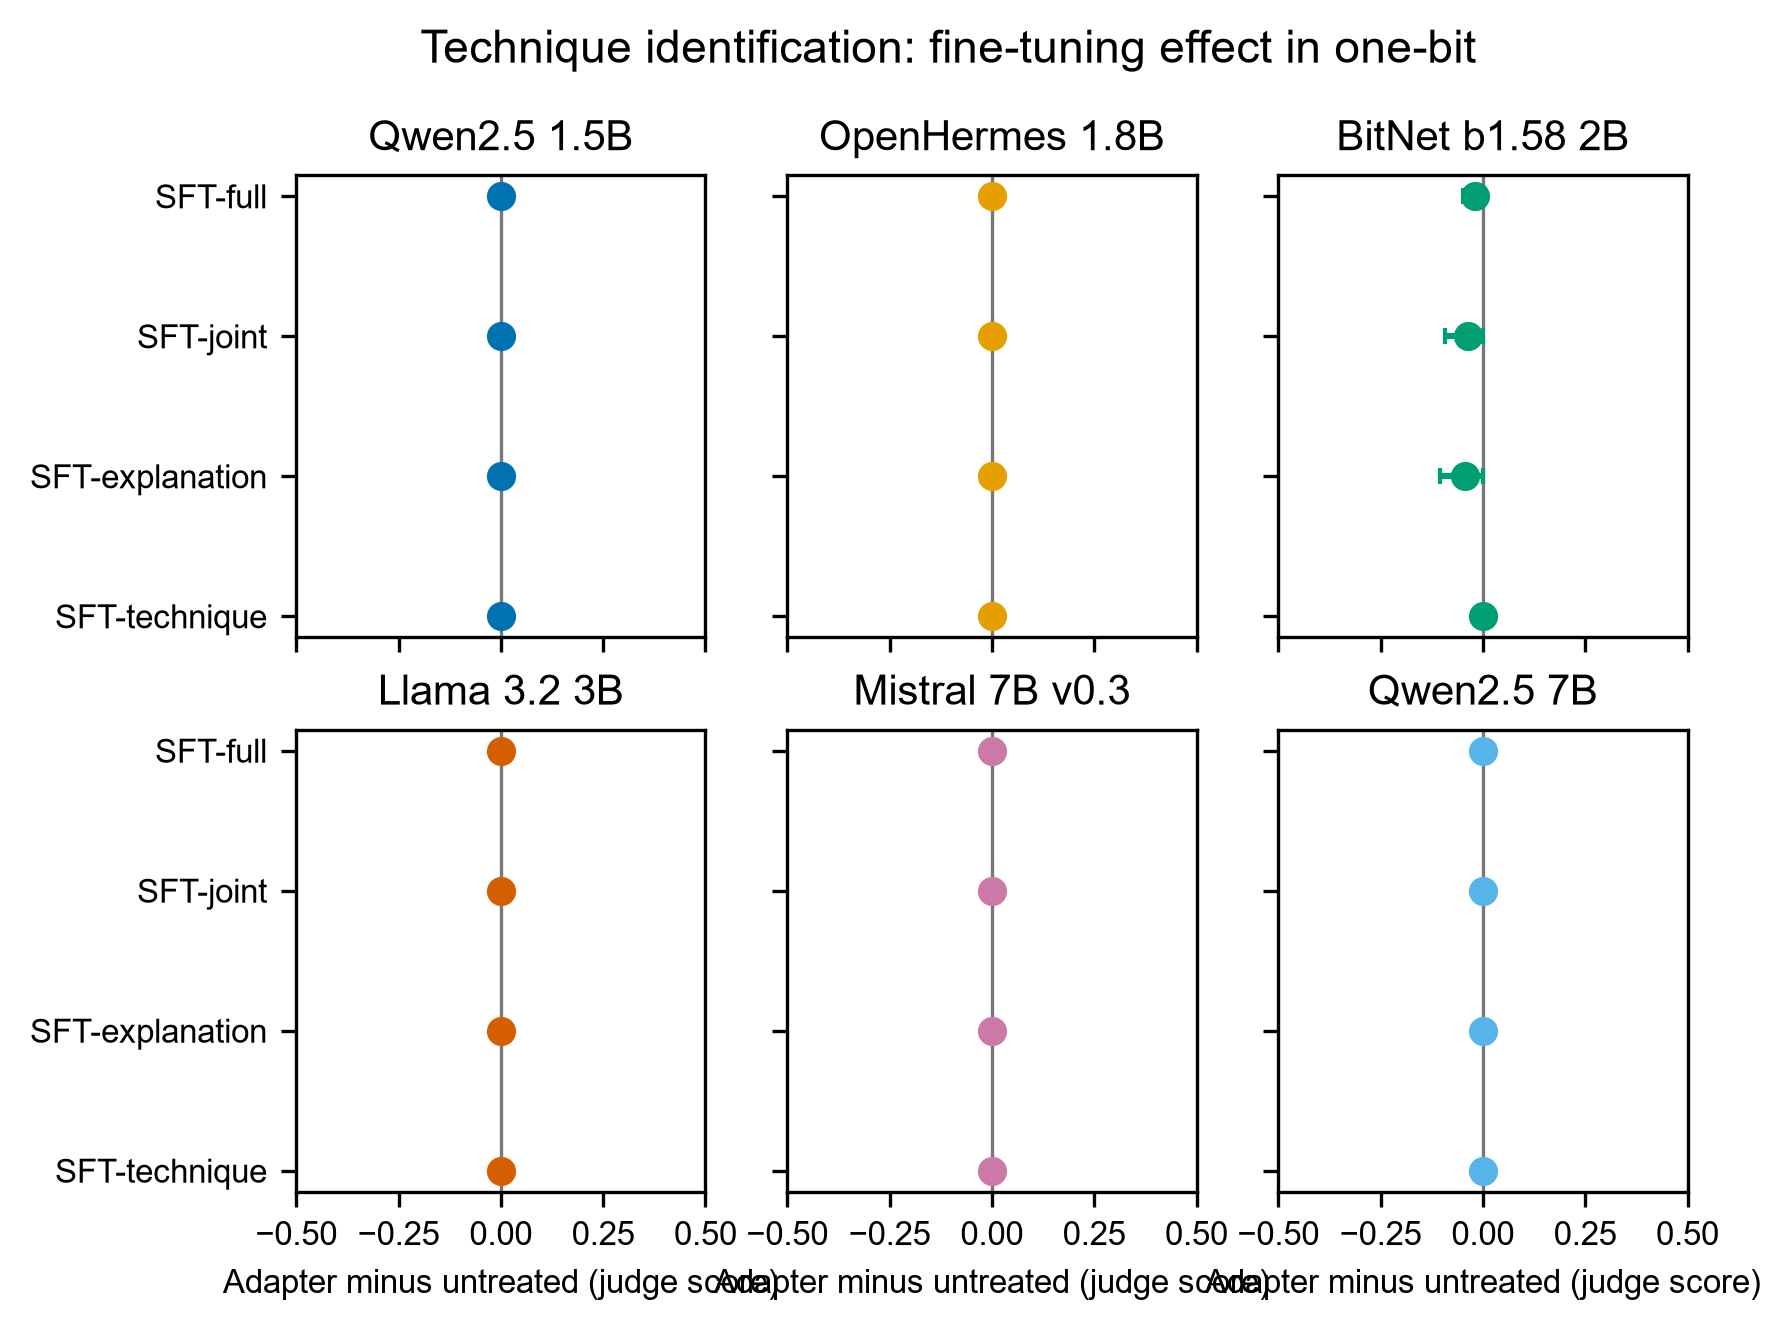 Technique identification: fine-tuning effect in one-bit
Qwen2.5 1.5B
OpenHermes 1.8B
BitNet b1.58 2B
SFT-full
SFT-joint
SFT-explanation
SFT-technique
Llama 3.2 3B
Mistral 7B v0.3
Qwen2.5 7B
SFT-full
SFT-joint
SFT-explanation
SFT-technique
−0.50 −0.25 0.00 0.25 0.50
−0.50 −0.25 0.00 0.25 0.50
−0.50 −0.25 0.00 0.25 0.50
Adapter minus untreated (judge score)
Adapter minus untreated (judge score)
Adapter minus untreated (judge score)